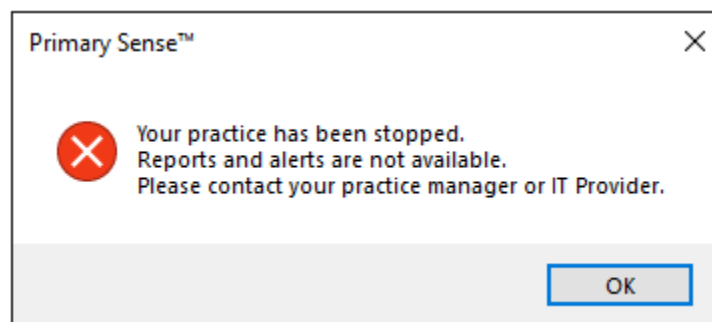 Primary Sense™
Your practice has been stopped.
Reports and alerts are not available.
Please contact your practice manager or IT Provider.
OK